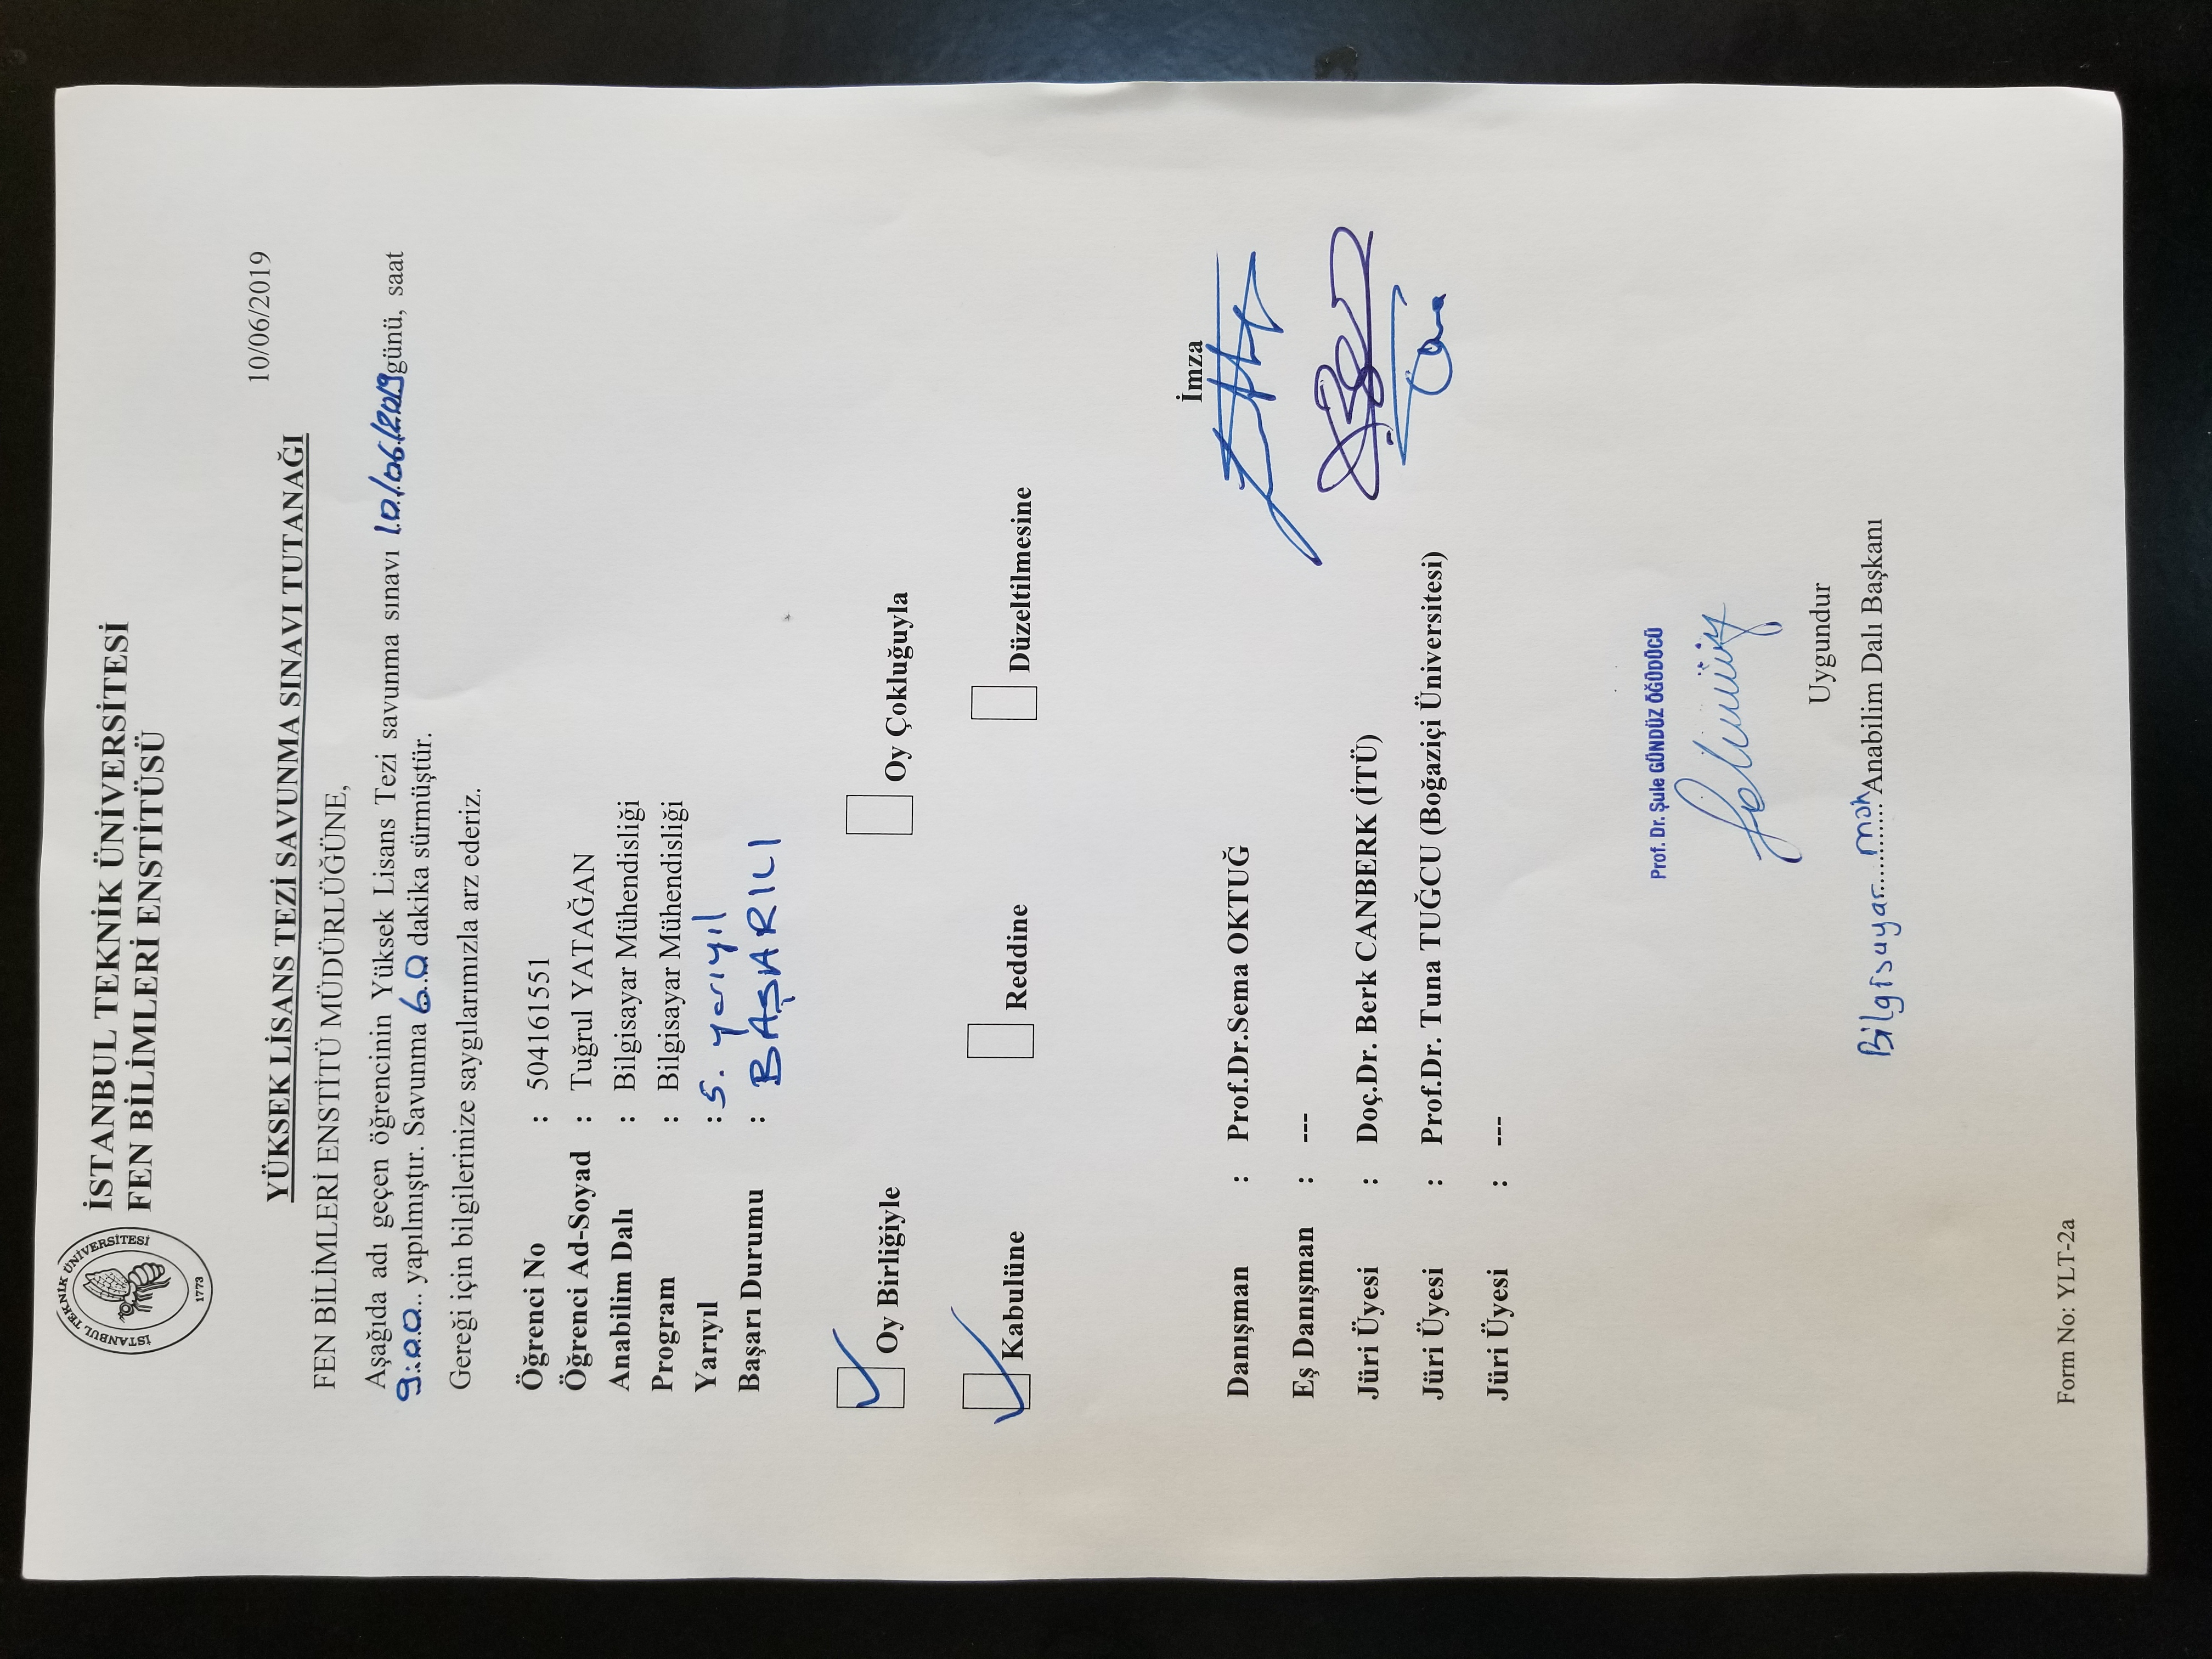 İSTANBUL TEKNİK ÜNİVERSİTESİ
1773
İSTANBUL TEKNİK ÜNİVERSİTESİ
FEN BİLİMLERİ ENSTİTÜSÜ
10/06/2019
YÜKSEK LİSANS TEZİ SAVUNMA SINAVI TUTANAĞI
FEN BİLİMLERİ ENSTİTÜ MÜDÜRLÜĞÜNE,
Aşağıda adı geçen öğrencinin Yüksek Lisans Tezi savunma sınavı 10/06/2019 günü, saat
9:00 yapılmıştır. Savunma 60 dakika sürmüştür.
Gereği için bilgilerinize saygılarımızla arz ederiz.
Öğrenci No : 504161551
Öğrenci Ad-Soyad : Tuğrul YATAĞAN
Anabilim Dalı : Bilgisayar Mühendisliği
Program : Bilgisayar Mühendisliği
Yarıyıl : 5. yarıyıl
Başarı Durumu : BAŞARILI
Oy Birliğiyle Oy Çokluğuyla
Kabulüne Reddine Düzeltilmesine
İmza
Danışman : Prof.Dr.Sema OKTUĞ
Eş Danışman : ---
Jüri Üyesi : Doç.Dr. Berk CANBERK (İTÜ)
Jüri Üyesi : Prof.Dr. Tuna TUĞCU (Boğaziçi Üniversitesi)
Jüri Üyesi : ---
Prof. Dr. Şule GÜNDÜZ ÖĞÜDÜCÜ
Uygundur
Bilgisayar müh Anabilim Dalı Başkanı
Form No: YLT-2a